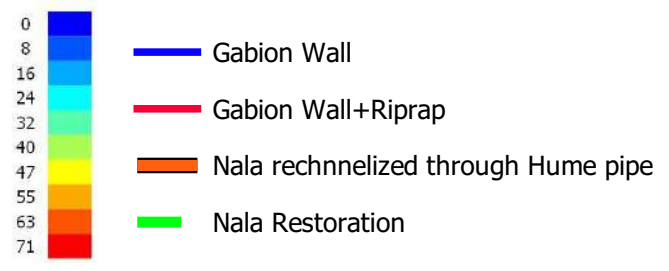 0
8
16
24
32
40
47
55
63
71
Gabion Wall
Gabion Wall+Riprap
Nala rechnnelized through Hume pipe
Nala Restoration